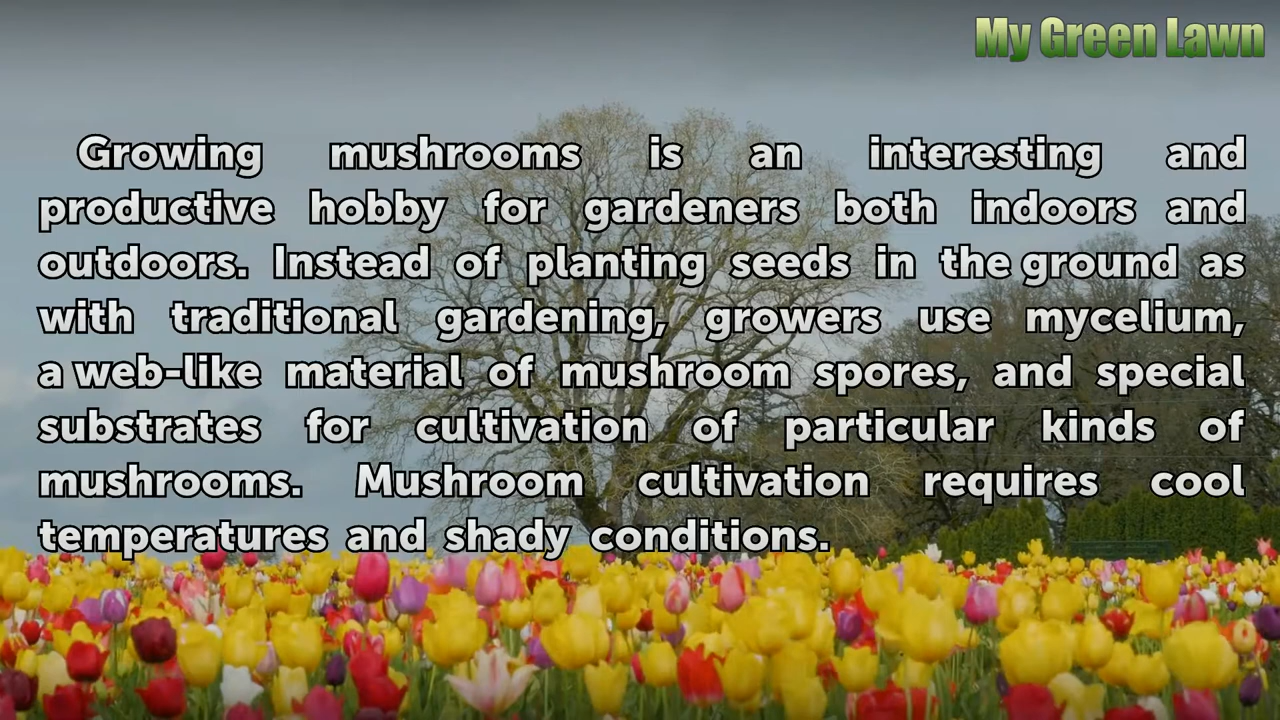 My Green Lawn
Growing mushrooms is an interesting and
productive hobby for gardeners both indoors and
outdoors. Instead of planting seeds in the ground as
with traditional gardening, growers use mycelium,
a web-like material of mushroom spores, and special
substrates for cultivation of particular kinds of
mushrooms. Mushroom cultivation requires cool
temperatures and shady conditions.